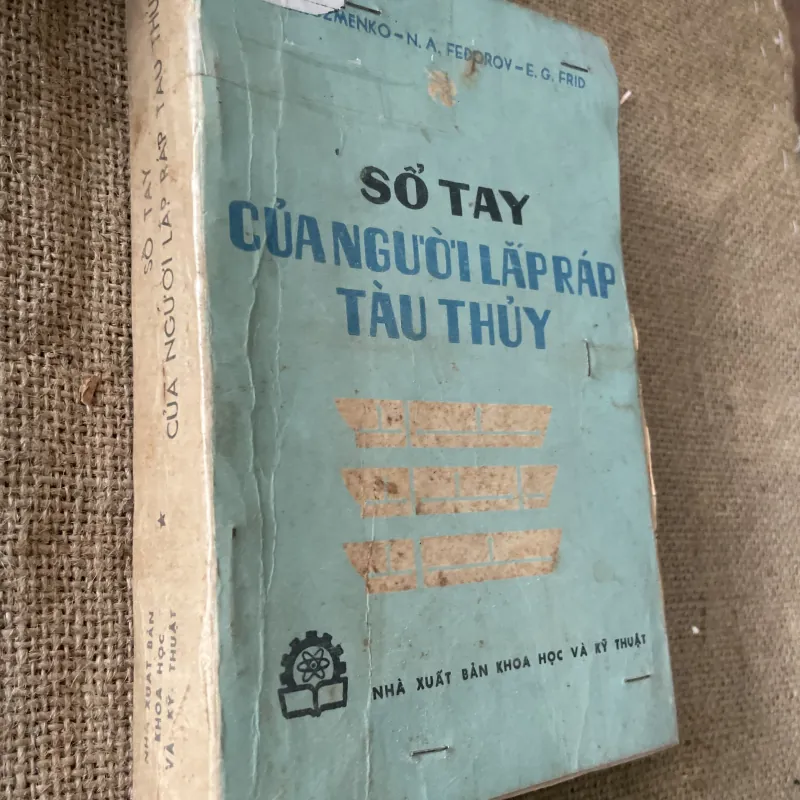 N. A. FEDOROV – E. G. FRID
SỔ TAY
CỦA NGƯỜI LẮP RÁP
TÀU THỦY
NHÀ XUẤT BẢN KHOA HỌC VÀ KỸ THUẬT
SỔ TAY
CỦA NGƯỜI LẮP RÁP TÀU
NHÀ XUẤT BẢN
KHOA HỌC
VÀ KỸ THUẬT